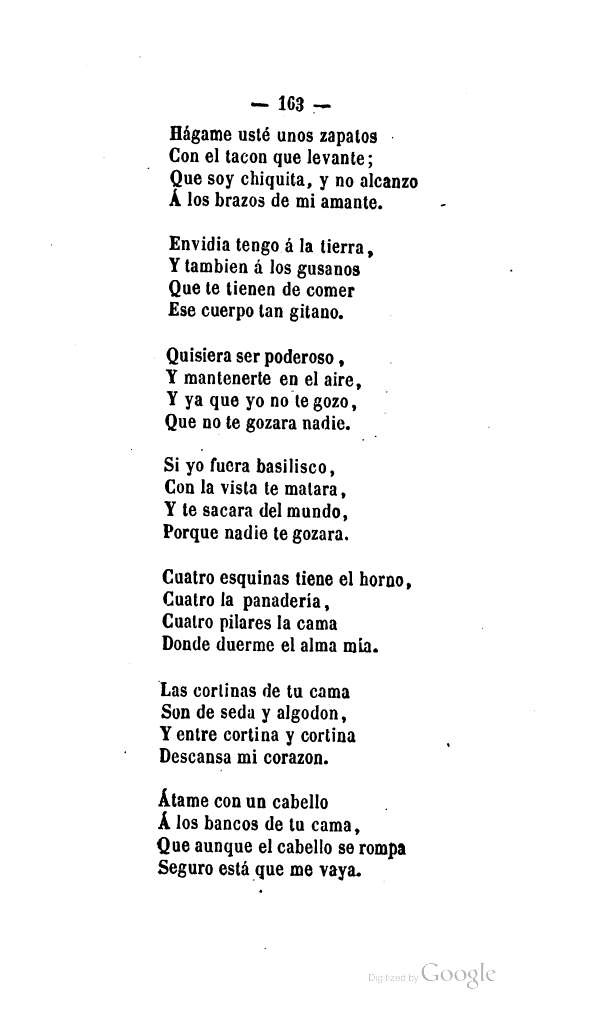 — 163 —
Hágame usté unos zapatos
Con el tacon que levante;
Que soy chiquita, y no alcanzo
Á los brazos de mi amante.

Envidia tengo á la tierra,
Y tambien á los gusanos
Que te tienen de comer
Ese cuerpo tan gitano.

Quisiera ser poderoso,
Y mantenerte en el aire,
Y ya que yo no te gozo,
Que no te gozara nadie.

Si yo fuera basilisco,
Con la vista te matara,
Y te sacara del mundo,
Porque nadie te gozara.

Cuatro esquinas tiene el horno,
Cuatro la panadería,
Cuatro pilares la cama
Donde duerme el alma mía.

Las cortinas de tu cama
Son de seda y algodon,
Y entre cortina y cortina
Descansa mi corazon.

Átame con un cabello
Á los bancos de tu cama,
Que aunque el cabello se rompa
Seguro está que me vaya.

Digitized by Google